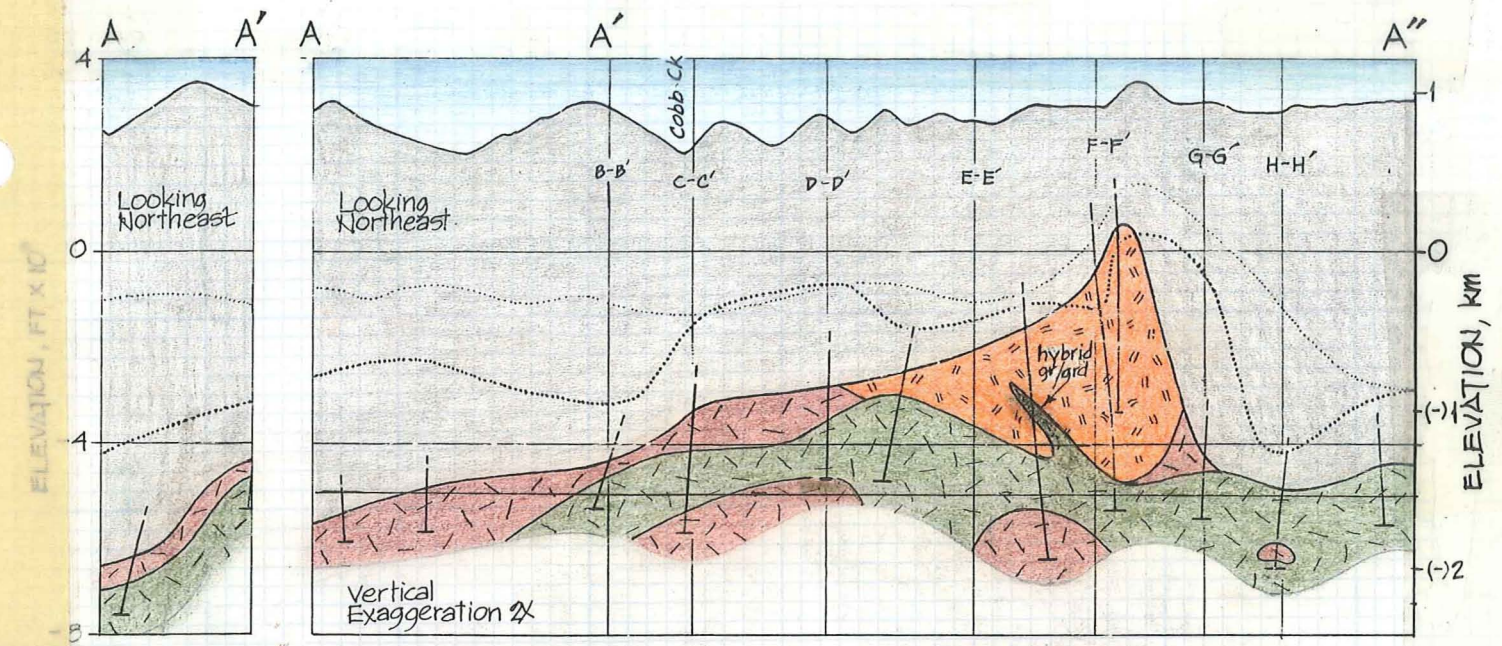 A A' A A' A''
4
Cobb Ck
1
F-F'
B-B' C-C' D-D' E-E' G-G' H-H'
Looking
Northeast
Looking
Northeast
0
0
ELEVATION, FT X 10³
ELEVATION, km
hybrid
gr/grd
(-)1
-4
(-)2
Vertical
Exaggeration 2X
-8